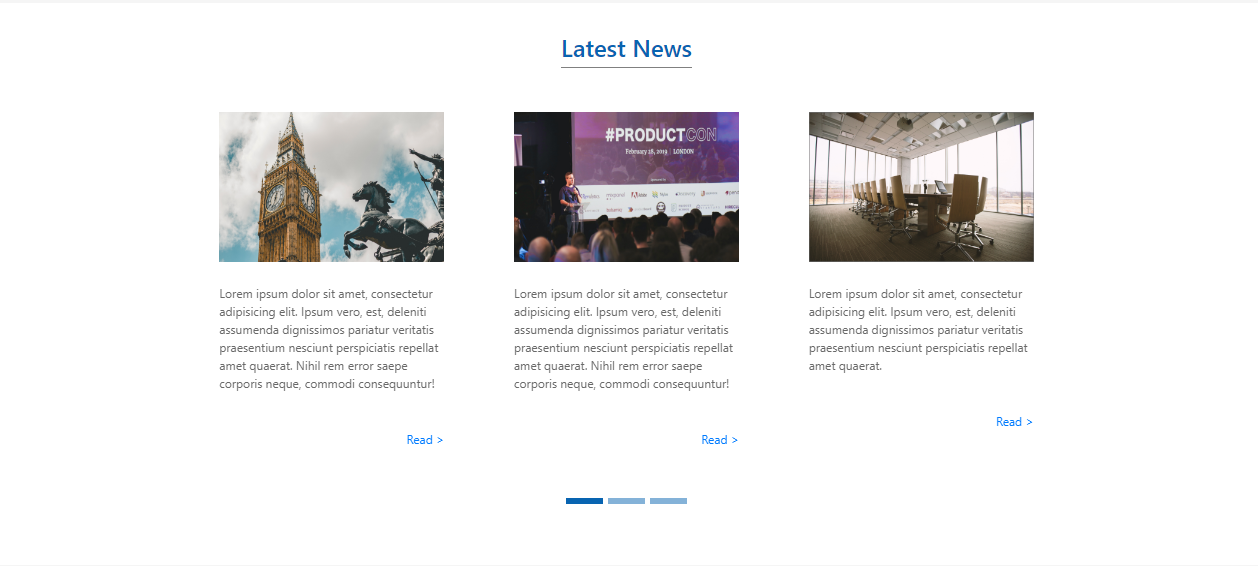 Latest News
#PRODUCTCON
February 28, 2019 | LONDON
Lorem ipsum dolor sit amet, consectetur
adipisicing elit. Ipsum vero, est, deleniti
assumenda dignissimos pariatur veritatis
praesentium nesciunt perspiciatis repellat
amet quaerat. Nihil rem error saepe
corporis neque, commodi consequuntur!
Read >
Lorem ipsum dolor sit amet, consectetur
adipisicing elit. Ipsum vero, est, deleniti
assumenda dignissimos pariatur veritatis
praesentium nesciunt perspiciatis repellat
amet quaerat. Nihil rem error saepe
corporis neque, commodi consequuntur!
Read >
Lorem ipsum dolor sit amet, consectetur
adipisicing elit. Ipsum vero, est, deleniti
assumenda dignissimos pariatur veritatis
praesentium nesciunt perspiciatis repellat
amet quaerat.
Read >